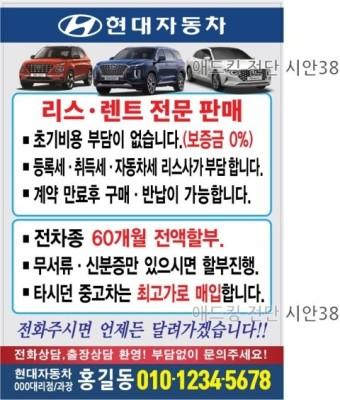 현대자동차
애드킹 전단 시안38
리스·렌트 전문 판매
▪ 초기비용 부담이 없습니다.(보증금 0%)
▪ 등록세·취득세·자동차세 리스사가 부담 합니다.
▪ 계약 만료후 구매·반납이 가능합니다.
▪ 전차종 60개월 전액할부.
▪ 무서류·신분증만 있으시면 할부진행.
▪ 타시던 중고차는 최고가로 매입합니다.
애드킹 전단 시안38
전화주시면 언제든 달려가겠습니다!!
전화상담,출장상담 환영! 부담없이 문의주세요!
현대자동차
000대리점/과장 홍길동 010-1234-5678